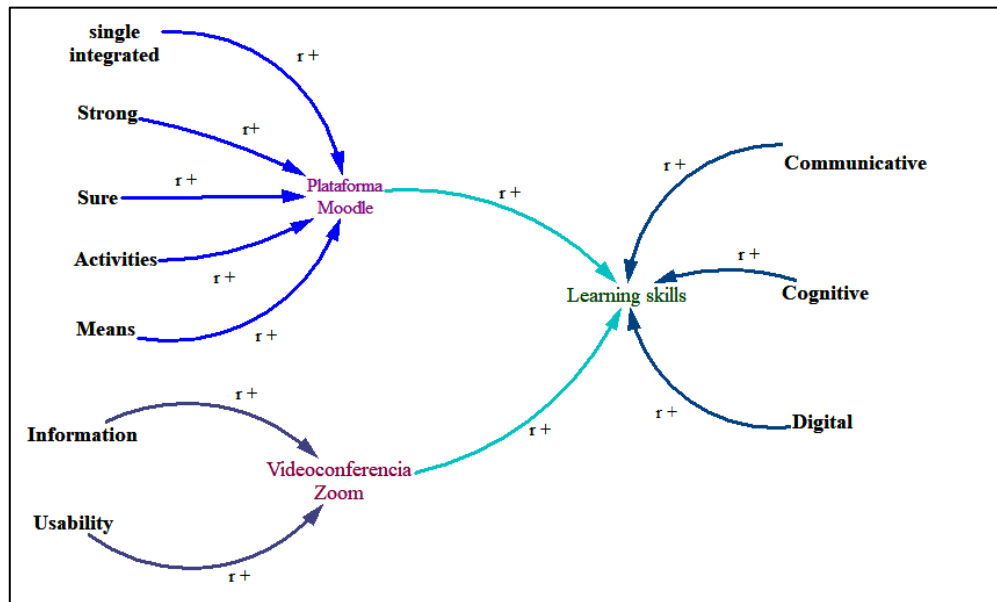 single
integrated
r +
Strong
r+
Sure
r +
Plataforma
Moodle
Activities
r +
Means
r +
r +
r +
Communicative
r +
Cognitive
Learning skills
r +
Digital
r +
Information
r +
Videoconferencia
Zoom
Usability
r +